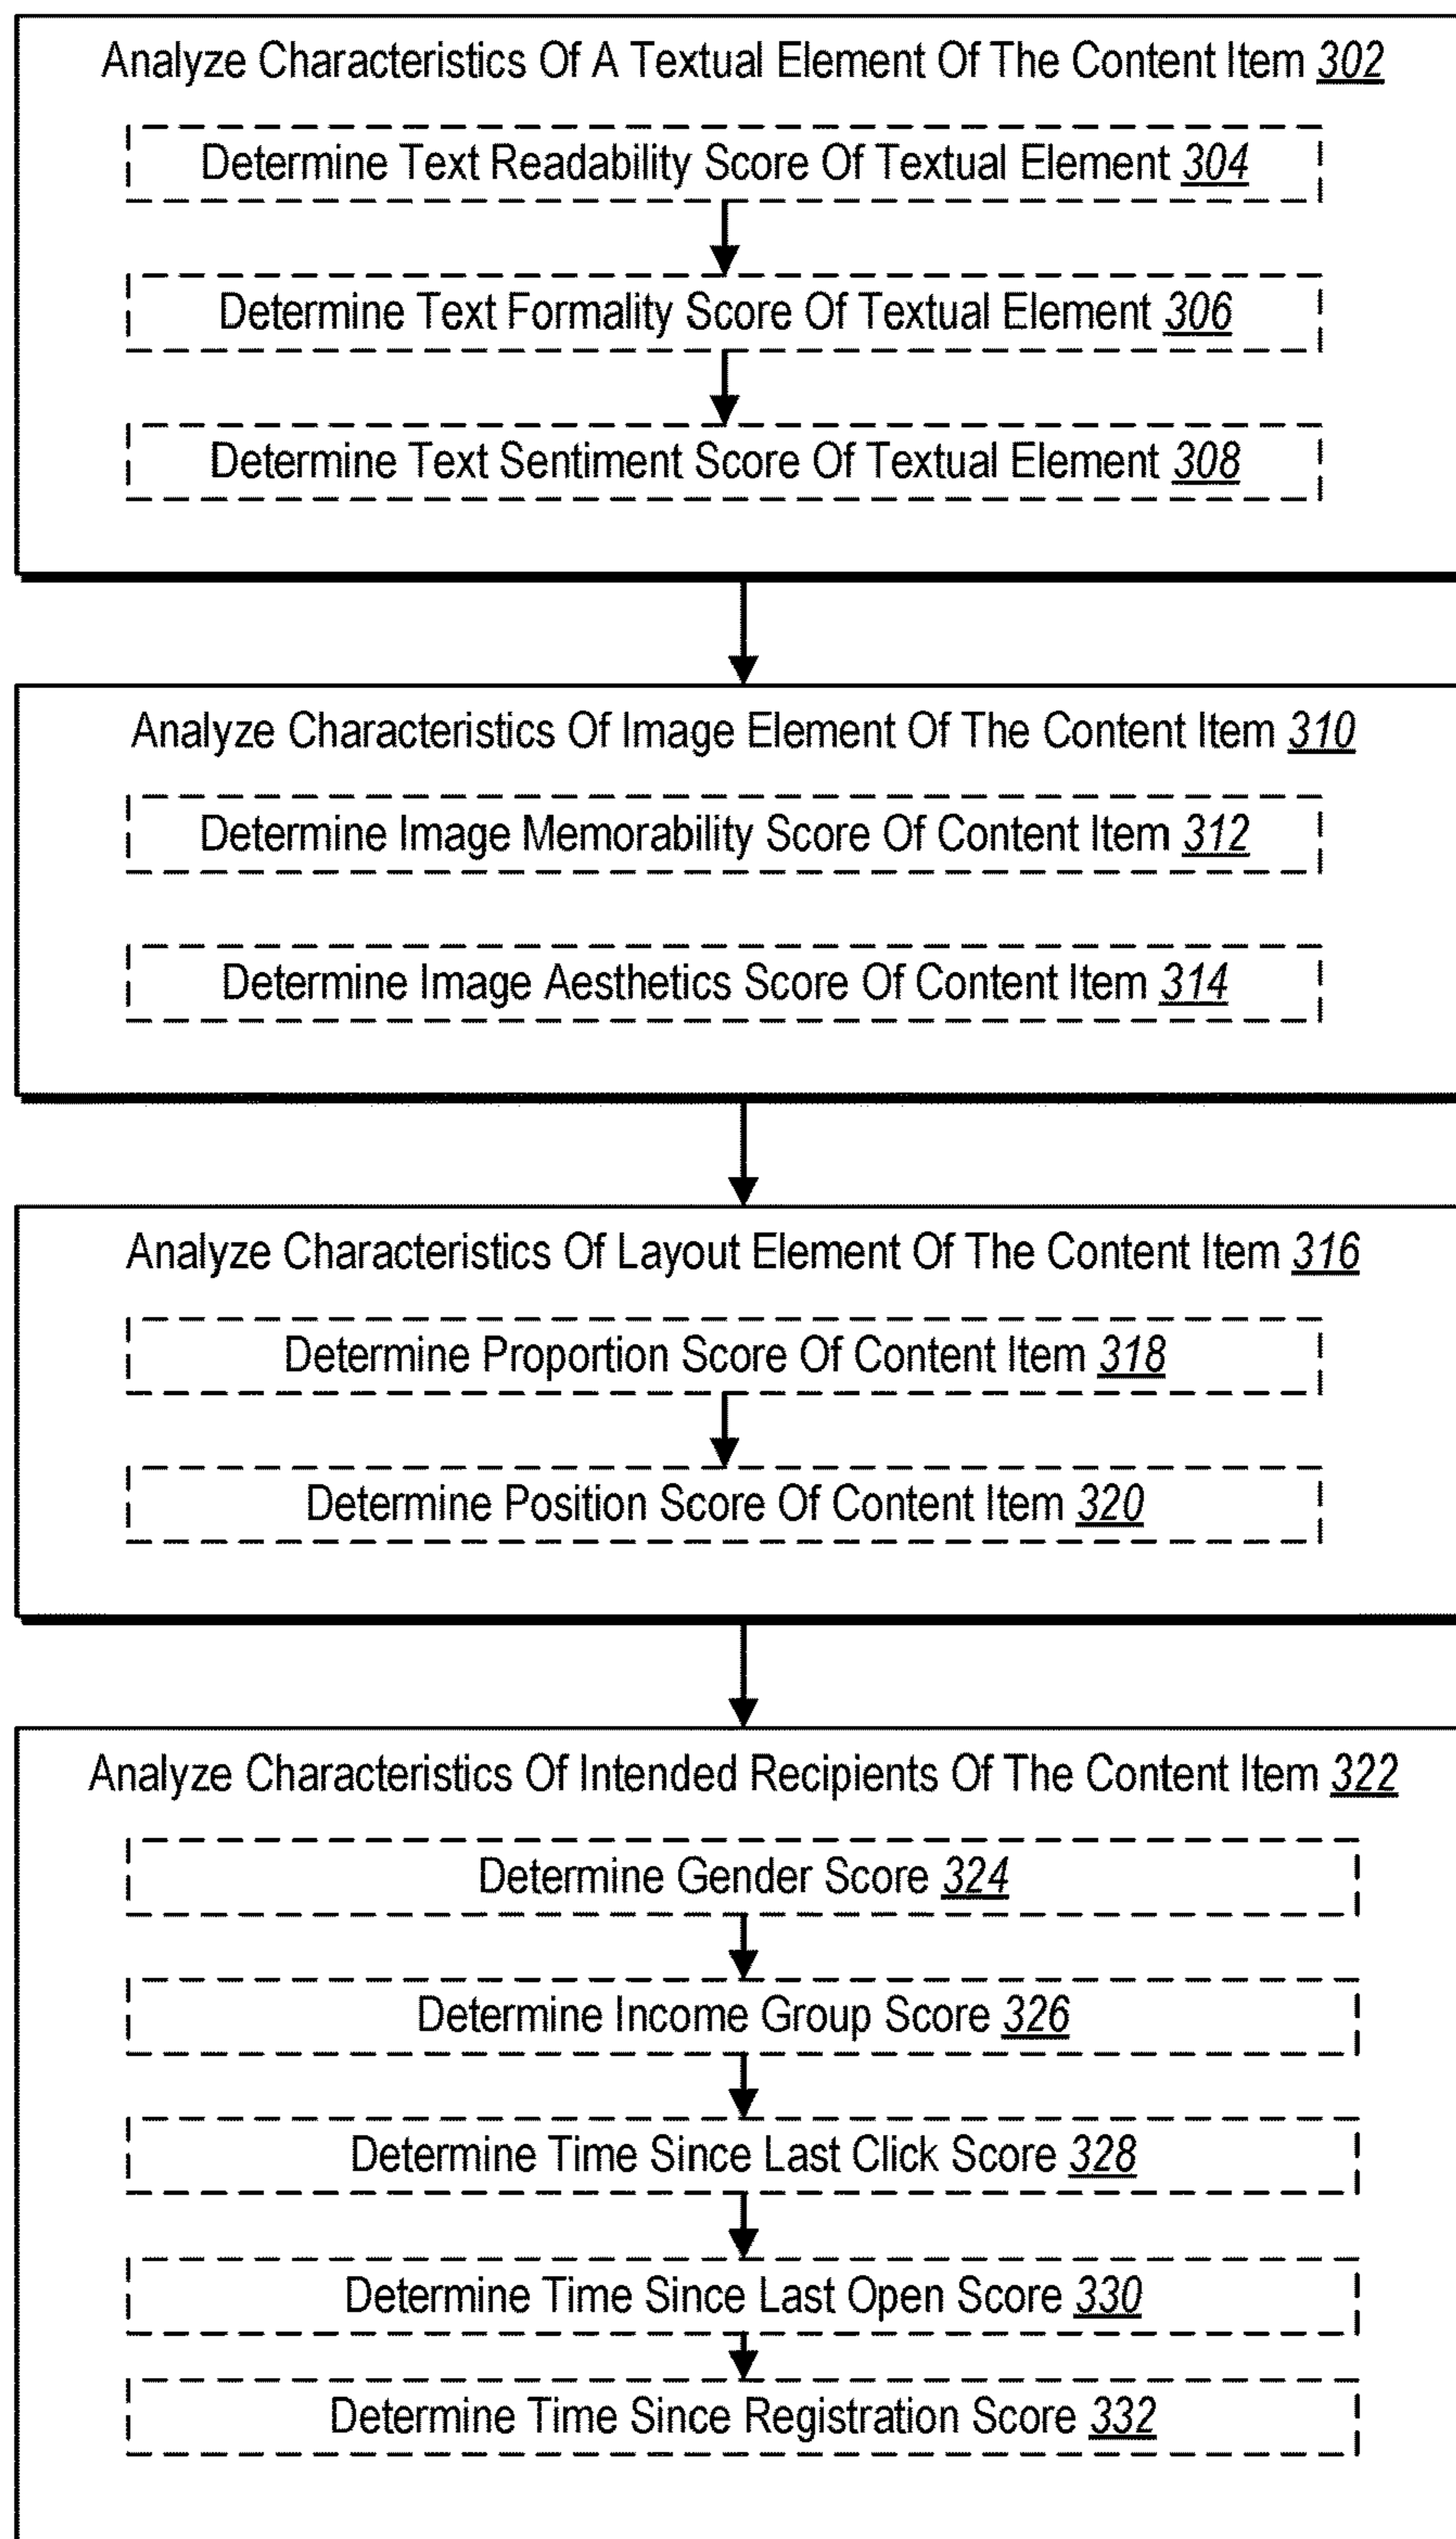 Analyze Characteristics Of A Textual Element Of The Content Item 302
Determine Text Readability Score Of Textual Element 304
Determine Text Formality Score Of Textual Element 306
Determine Text Sentiment Score Of Textual Element 308
Analyze Characteristics Of Image Element Of The Content Item 310
Determine Image Memorability Score Of Content Item 312
Determine Image Aesthetics Score Of Content Item 314
Analyze Characteristics Of Layout Element Of The Content Item 316
Determine Proportion Score Of Content Item 318
Determine Position Score Of Content Item 320
Analyze Characteristics Of Intended Recipients Of The Content Item 322
Determine Gender Score 324
Determine Income Group Score 326
Determine Time Since Last Click Score 328
Determine Time Since Last Open Score 330
Determine Time Since Registration Score 332